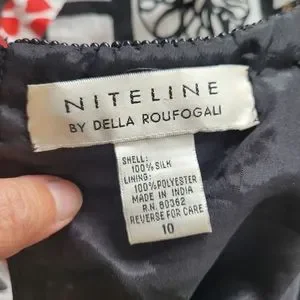 NITELINE
BY DELLA ROUFOGALI
SHELL:
100% SILK
LINING:
100% POLYESTER
MADE IN INDIA
R.N. 80362
REVERSE FOR CARE
10